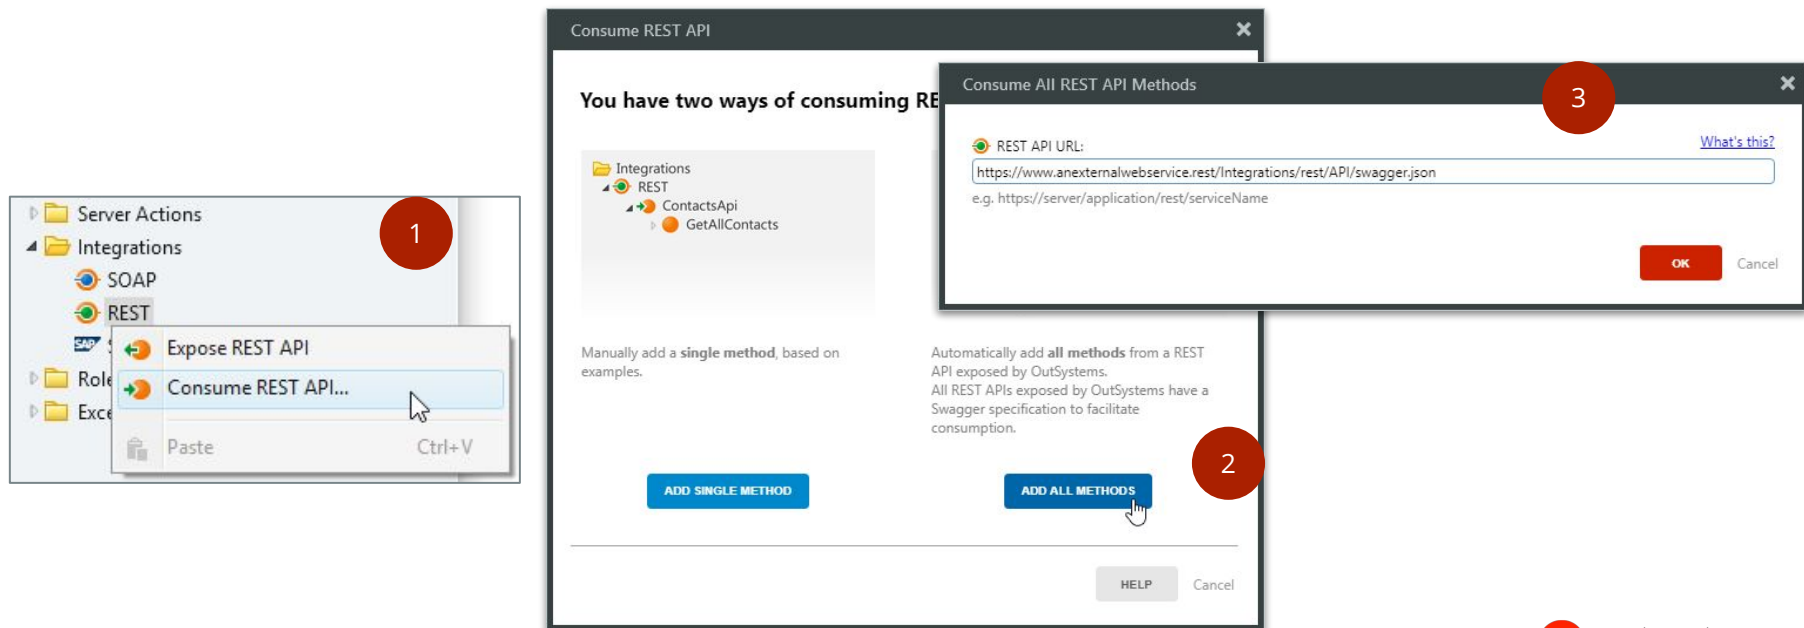 Server Actions
1
Integrations
SOAP
REST
Expose REST API
Consume REST API...
Paste Ctrl+V
Consume REST API
You have two ways of consuming
Integrations
REST
ContactsApi
GetAllContacts
Manually add a single method, based on
examples.
ADD SINGLE METHOD
Automatically add all methods from a REST
API exposed by OutSystems.
All REST APIs exposed by OutSystems have a
Swagger specification to facilitate
consumption.
2
ADD ALL METHODS
HELP Cancel
Consume All REST API Methods
3
REST API URL:
What's this?
https://www.anexternalwebservice.rest/Integrations/rest/API/swagger.json
e.g. https://server/application/rest/serviceName
OK Cancel